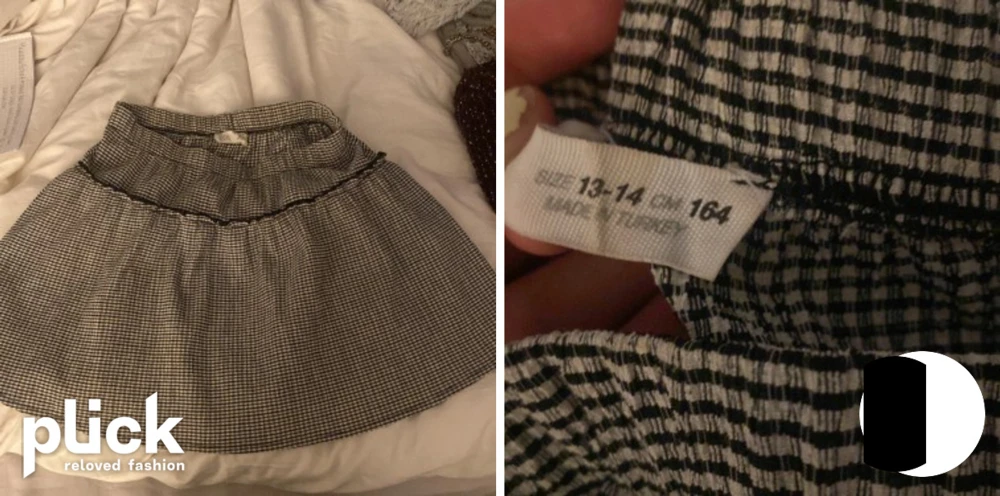 plick
reloved fashion
SIZE 13-14 CM 164
MADE IN TURKEY